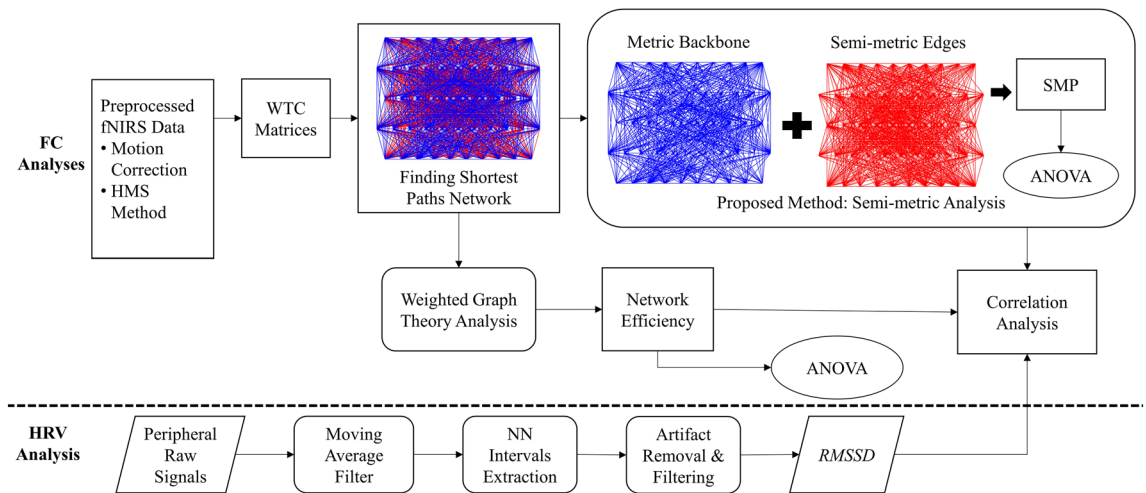 FC
Analyses
Preprocessed
fNIRS Data
• Motion
Correction
• HMS
Method
WTC
Matrices
Finding Shortest
Paths Network
Metric Backbone
Semi-metric Edges
Proposed Method: Semi-metric Analysis
SMP
ANOVA
Weighted Graph
Theory Analysis
Network
Efficiency
ANOVA
Correlation
Analysis
HRV
Analysis
Peripheral
Raw
Signals
Moving
Average
Filter
NN
Intervals
Extraction
Artifact
Removal &
Filtering
RMSSD